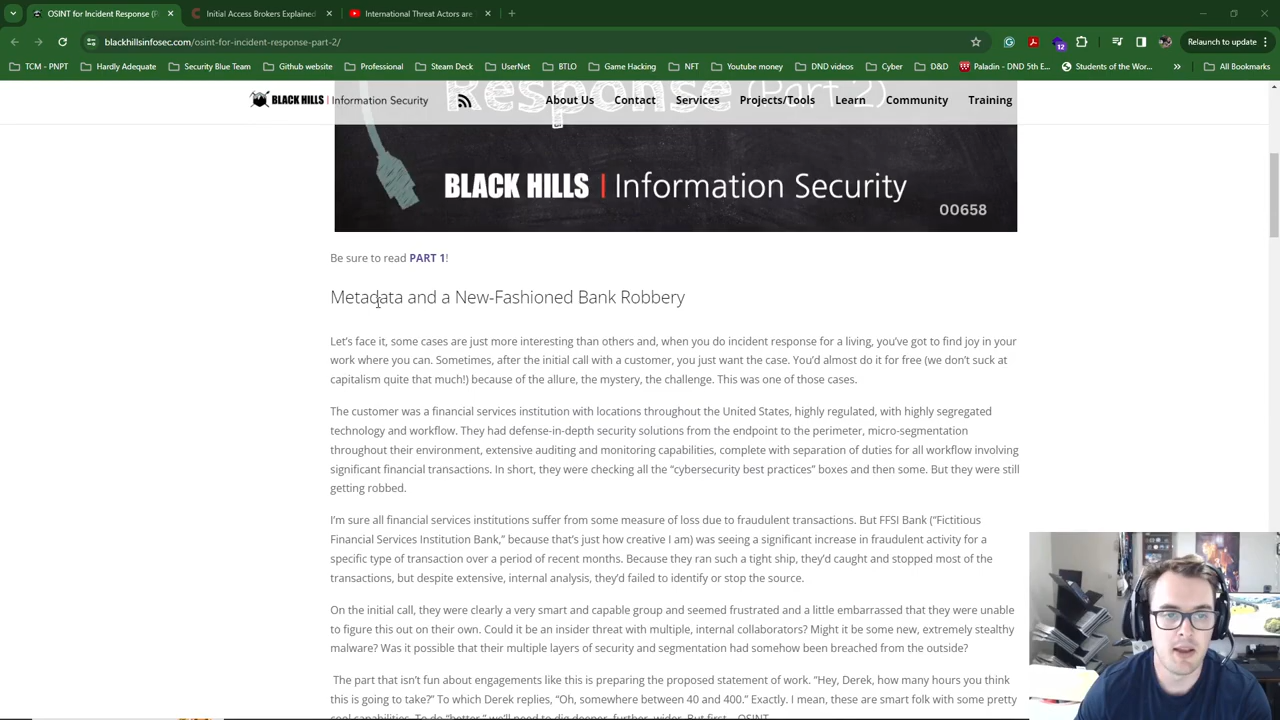 OSINT for Incident Response (P
Initial Access Brokers Explained
International Threat Actors are
blackhillsinfosec.com/osint-for-incident-response-part-2/
12
Relaunch to update
TCM - PNPT
Hardly Adequate
Security Blue Team
Github website
Professional
Steam Deck
UserNet
BTLO
Game Hacking
NFT
Youtube money
DND videos
Cyber
D&D
Paladin - DND 5th E...
Students of the Wor...
»
All Bookmarks
Response (Part 2)
BLACK HILLS | Information Security
About Us
Contact
Services
Projects/Tools
Learn
Community
Training
BLACK HILLS | Information Security
00658
Be sure to read PART 1!
Metadata and a New-Fashioned Bank Robbery
Let's face it, some cases are just more interesting than others and, when you do incident response for a living, you've got to find joy in your
work where you can. Sometimes, after the initial call with a customer, you just want the case. You'd almost do it for free (we don't suck at
capitalism quite that much!) because of the allure, the mystery, the challenge. This was one of those cases.
The customer was a financial services institution with locations throughout the United States, highly regulated, with highly segregated
technology and workflow. They had defense-in-depth security solutions from the endpoint to the perimeter, micro-segmentation
throughout their environment, extensive auditing and monitoring capabilities, complete with separation of duties for all workflow involving
significant financial transactions. In short, they were checking all the “cybersecurity best practices” boxes and then some. But they were still
getting robbed.
I'm sure all financial services institutions suffer from some measure of loss due to fraudulent transactions. But FFSI Bank (“Fictitious
Financial Services Institution Bank,” because that's just how creative I am) was seeing a significant increase in fraudulent activity for a
specific type of transaction over a period of recent months. Because they ran such a tight ship, they'd caught and stopped most of the
transactions, but despite extensive, internal analysis, they'd failed to identify or stop the source.
On the initial call, they were clearly a very smart and capable group and seemed frustrated and a little embarrassed that they were unable
to figure this out on their own. Could it be an insider threat with multiple, internal collaborators? Might it be some new, extremely stealthy
malware? Was it possible that their multiple layers of security and segmentation had somehow been breached from the outside?
The part that isn't fun about engagements like this is preparing the proposed statement of work. “Hey, Derek, how many hours you think
this is going to take?” To which Derek replies, “Oh, somewhere between 40 and 400.” Exactly. I mean, these are smart folk with some pretty
cool capabilities. To do “better,” we'll need to dig deeper, further, wider. But first...OSINT.